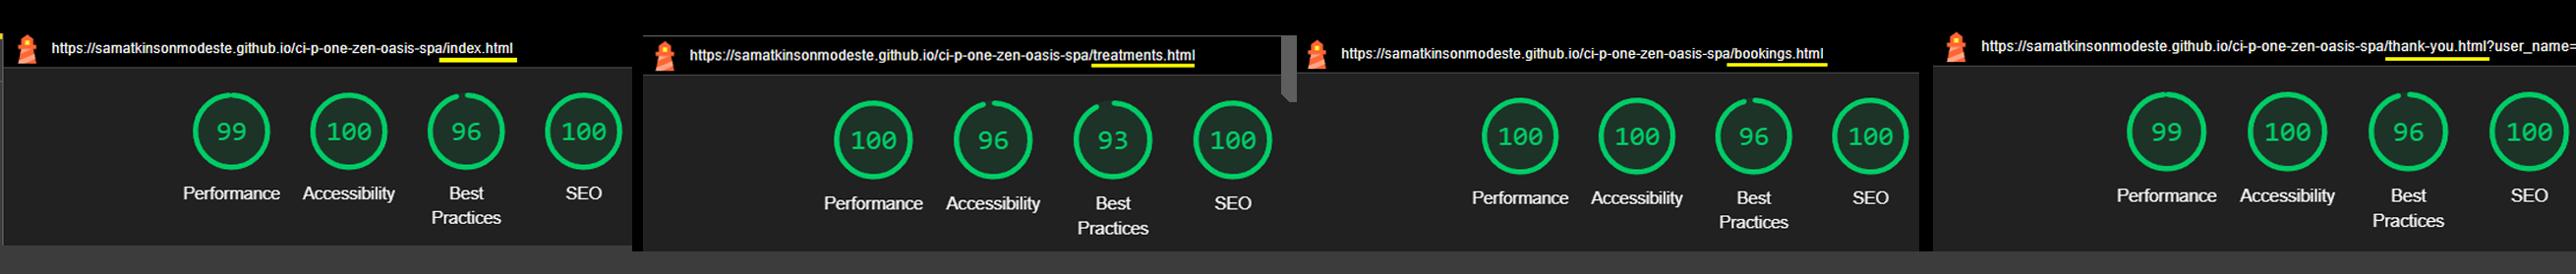 https://samatkinsonmodeste.github.io/ci-p-one-zen-oasis-spa/index.html
99 100 96 100
Performance Accessibility Best Practices SEO
https://samatkinsonmodeste.github.io/ci-p-one-zen-oasis-spa/treatments.html
100 96 93 100
Performance Accessibility Best Practices SEO
https://samatkinsonmodeste.github.io/ci-p-one-zen-oasis-spa/bookings.html
100 100 96 100
Performance Accessibility Best Practices SEO
https://samatkinsonmodeste.github.io/ci-p-one-zen-oasis-spa/thank-you.html?user_name=
99 100 96 100
Performance Accessibility Best Practices SEO